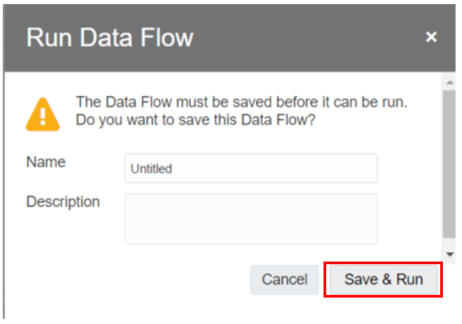 Run Data Flow
The Data Flow must be saved before it can be run.
Do you want to save this Data Flow?
Name
Untitled
Description
Cancel
Save & Run